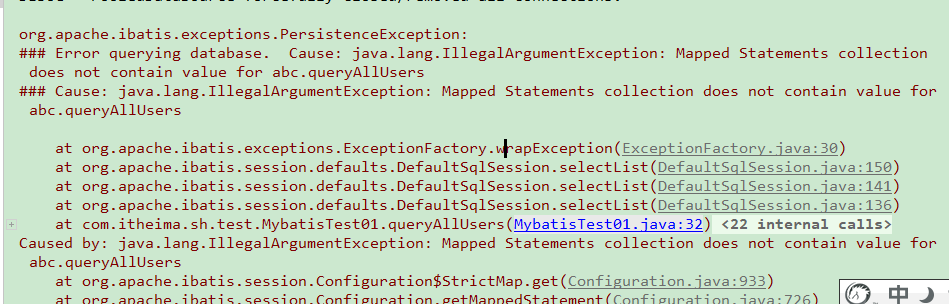 org.apache.ibatis.exceptions.PersistenceException:
### Error querying database.  Cause: java.lang.IllegalArgumentException: Mapped Statements collection
does not contain value for abc.queryAllUsers
### Cause: java.lang.IllegalArgumentException: Mapped Statements collection does not contain value for
abc.queryAllUsers
at org.apache.ibatis.exceptions.ExceptionFactory.wrapException(ExceptionFactory.java:30)
at org.apache.ibatis.session.defaults.DefaultSqlSession.selectList(DefaultSqlSession.java:150)
at org.apache.ibatis.session.defaults.DefaultSqlSession.selectList(DefaultSqlSession.java:141)
at org.apache.ibatis.session.defaults.DefaultSqlSession.selectList(DefaultSqlSession.java:136)
at com.itheima.sh.test.MybatisTest01.queryAllUsers(MybatisTest01.java:32) <22 internal calls>
Caused by: java.lang.IllegalArgumentException: Mapped Statements collection does not contain value for
abc.queryAllUsers
at org.apache.ibatis.session.Configuration$StrictMap.get(Configuration.java:933)
at org.apache.ibatis.session.Configuration.getMappedStatement(Configuration.java:726)
中